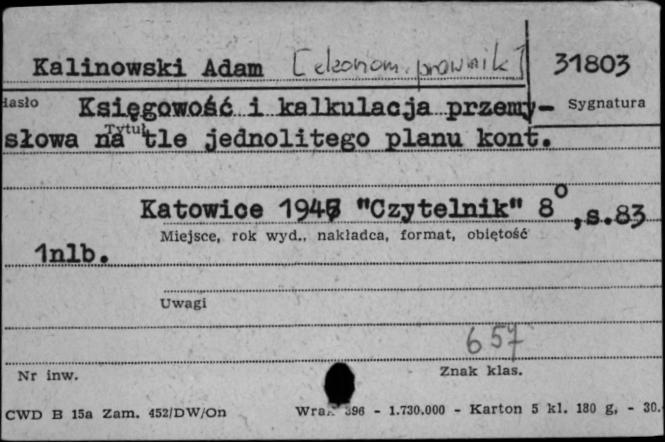 Kalinowski Adam [ekonom. prawnik] 31803
Hasło Księgowość i kalkulacja przemy- Sygnatura
słowa na tle jednolitego planu kont.
Tytuł
Katowice 1946 "Czytelnik" 8°, s.83
Miejsce, rok wyd., nakładca, format, objętość
1nlb.
Uwagi
657
Nr inw. Znak klas.
CWD B 15a Zam. 452/DW/On Wraz 396 - 1.730.000 - Karton 5 kl. 180 g, - 30.